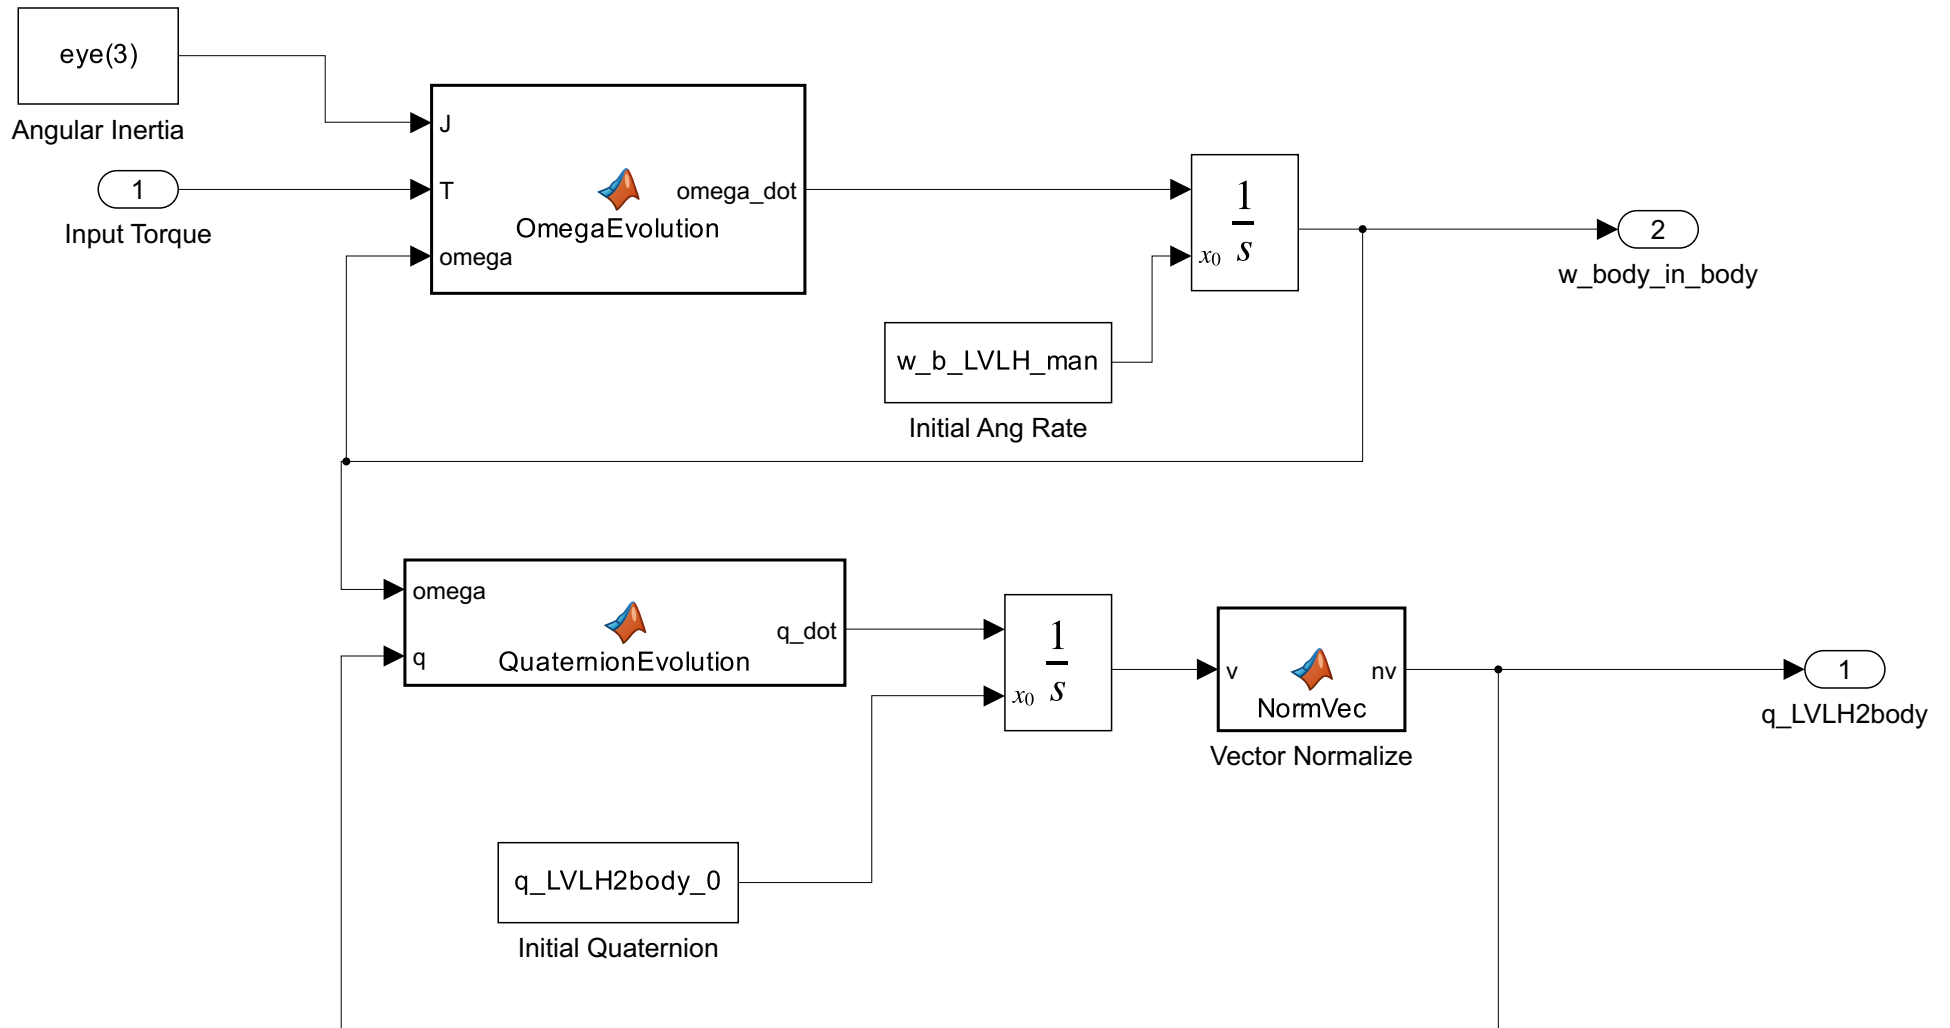 eye(3)
Angular Inertia
J
1
Input Torque
T
omega_dot
OmegaEvolution
omega
1
s
x0
2
w_body_in_body
w_b_LVLH_man
Initial Ang Rate
omega
q_dot
QuaternionEvolution
q
1
s
x0
v
nv
NormVec
Vector Normalize
1
q_LVLH2body
q_LVLH2body_0
Initial Quaternion